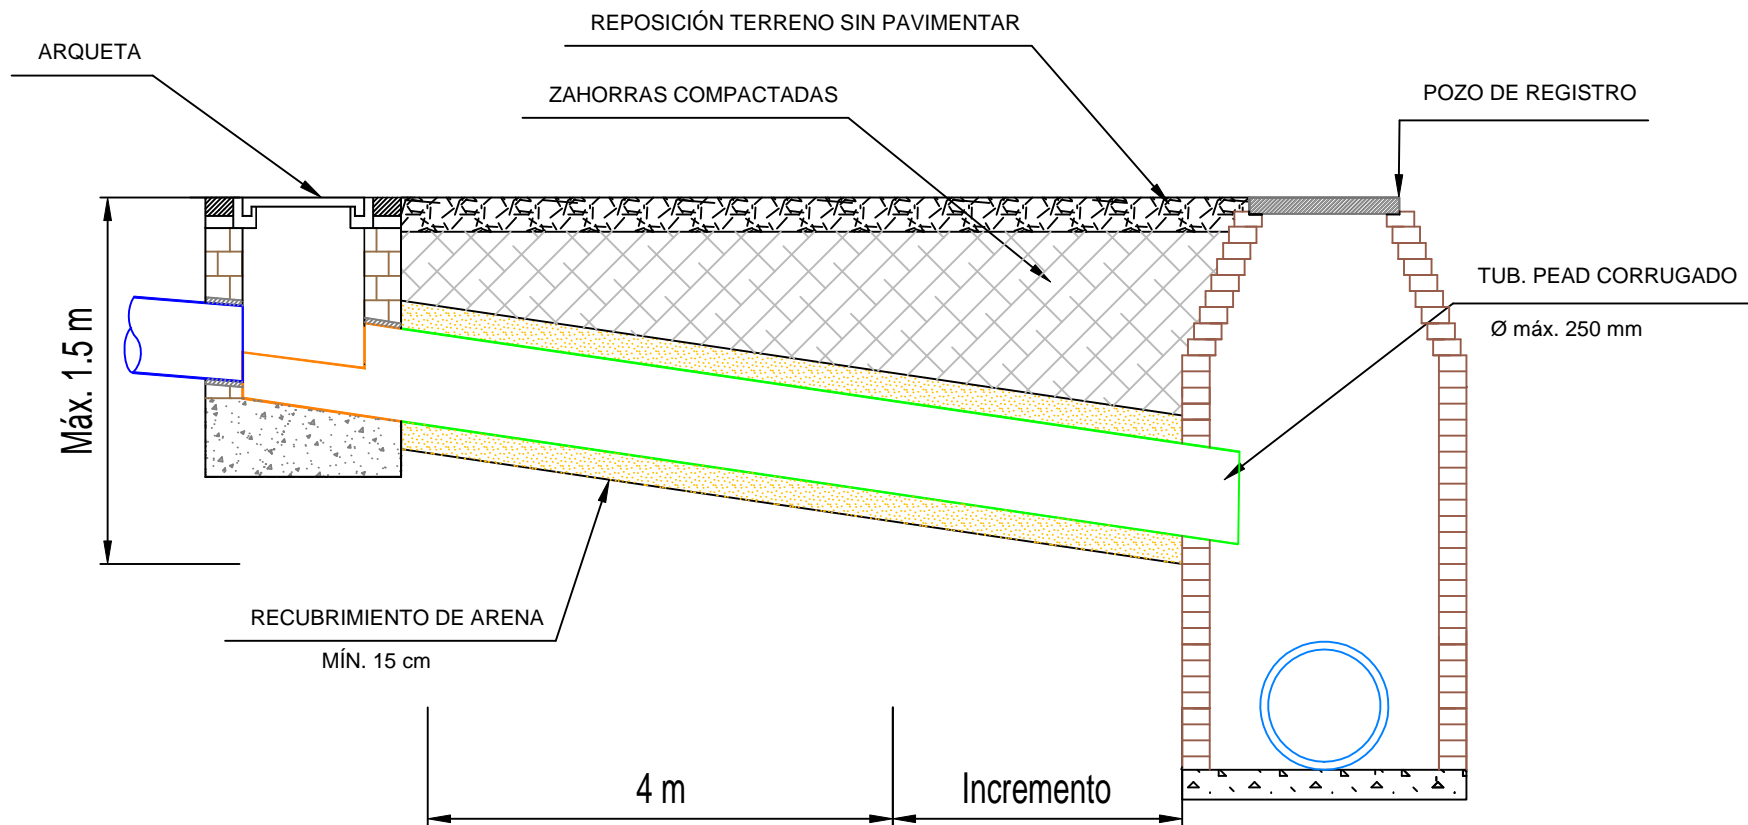 REPOSICIÓN TERRENO SIN PAVIMENTAR
ARQUETA
ZAHORRAS COMPACTADAS
POZO DE REGISTRO
TUB. PEAD CORRUGADO
Ø máx. 250 mm
Máx. 1.5 m
RECUBRIMIENTO DE ARENA
MÍN. 15 cm
4 m
Incremento